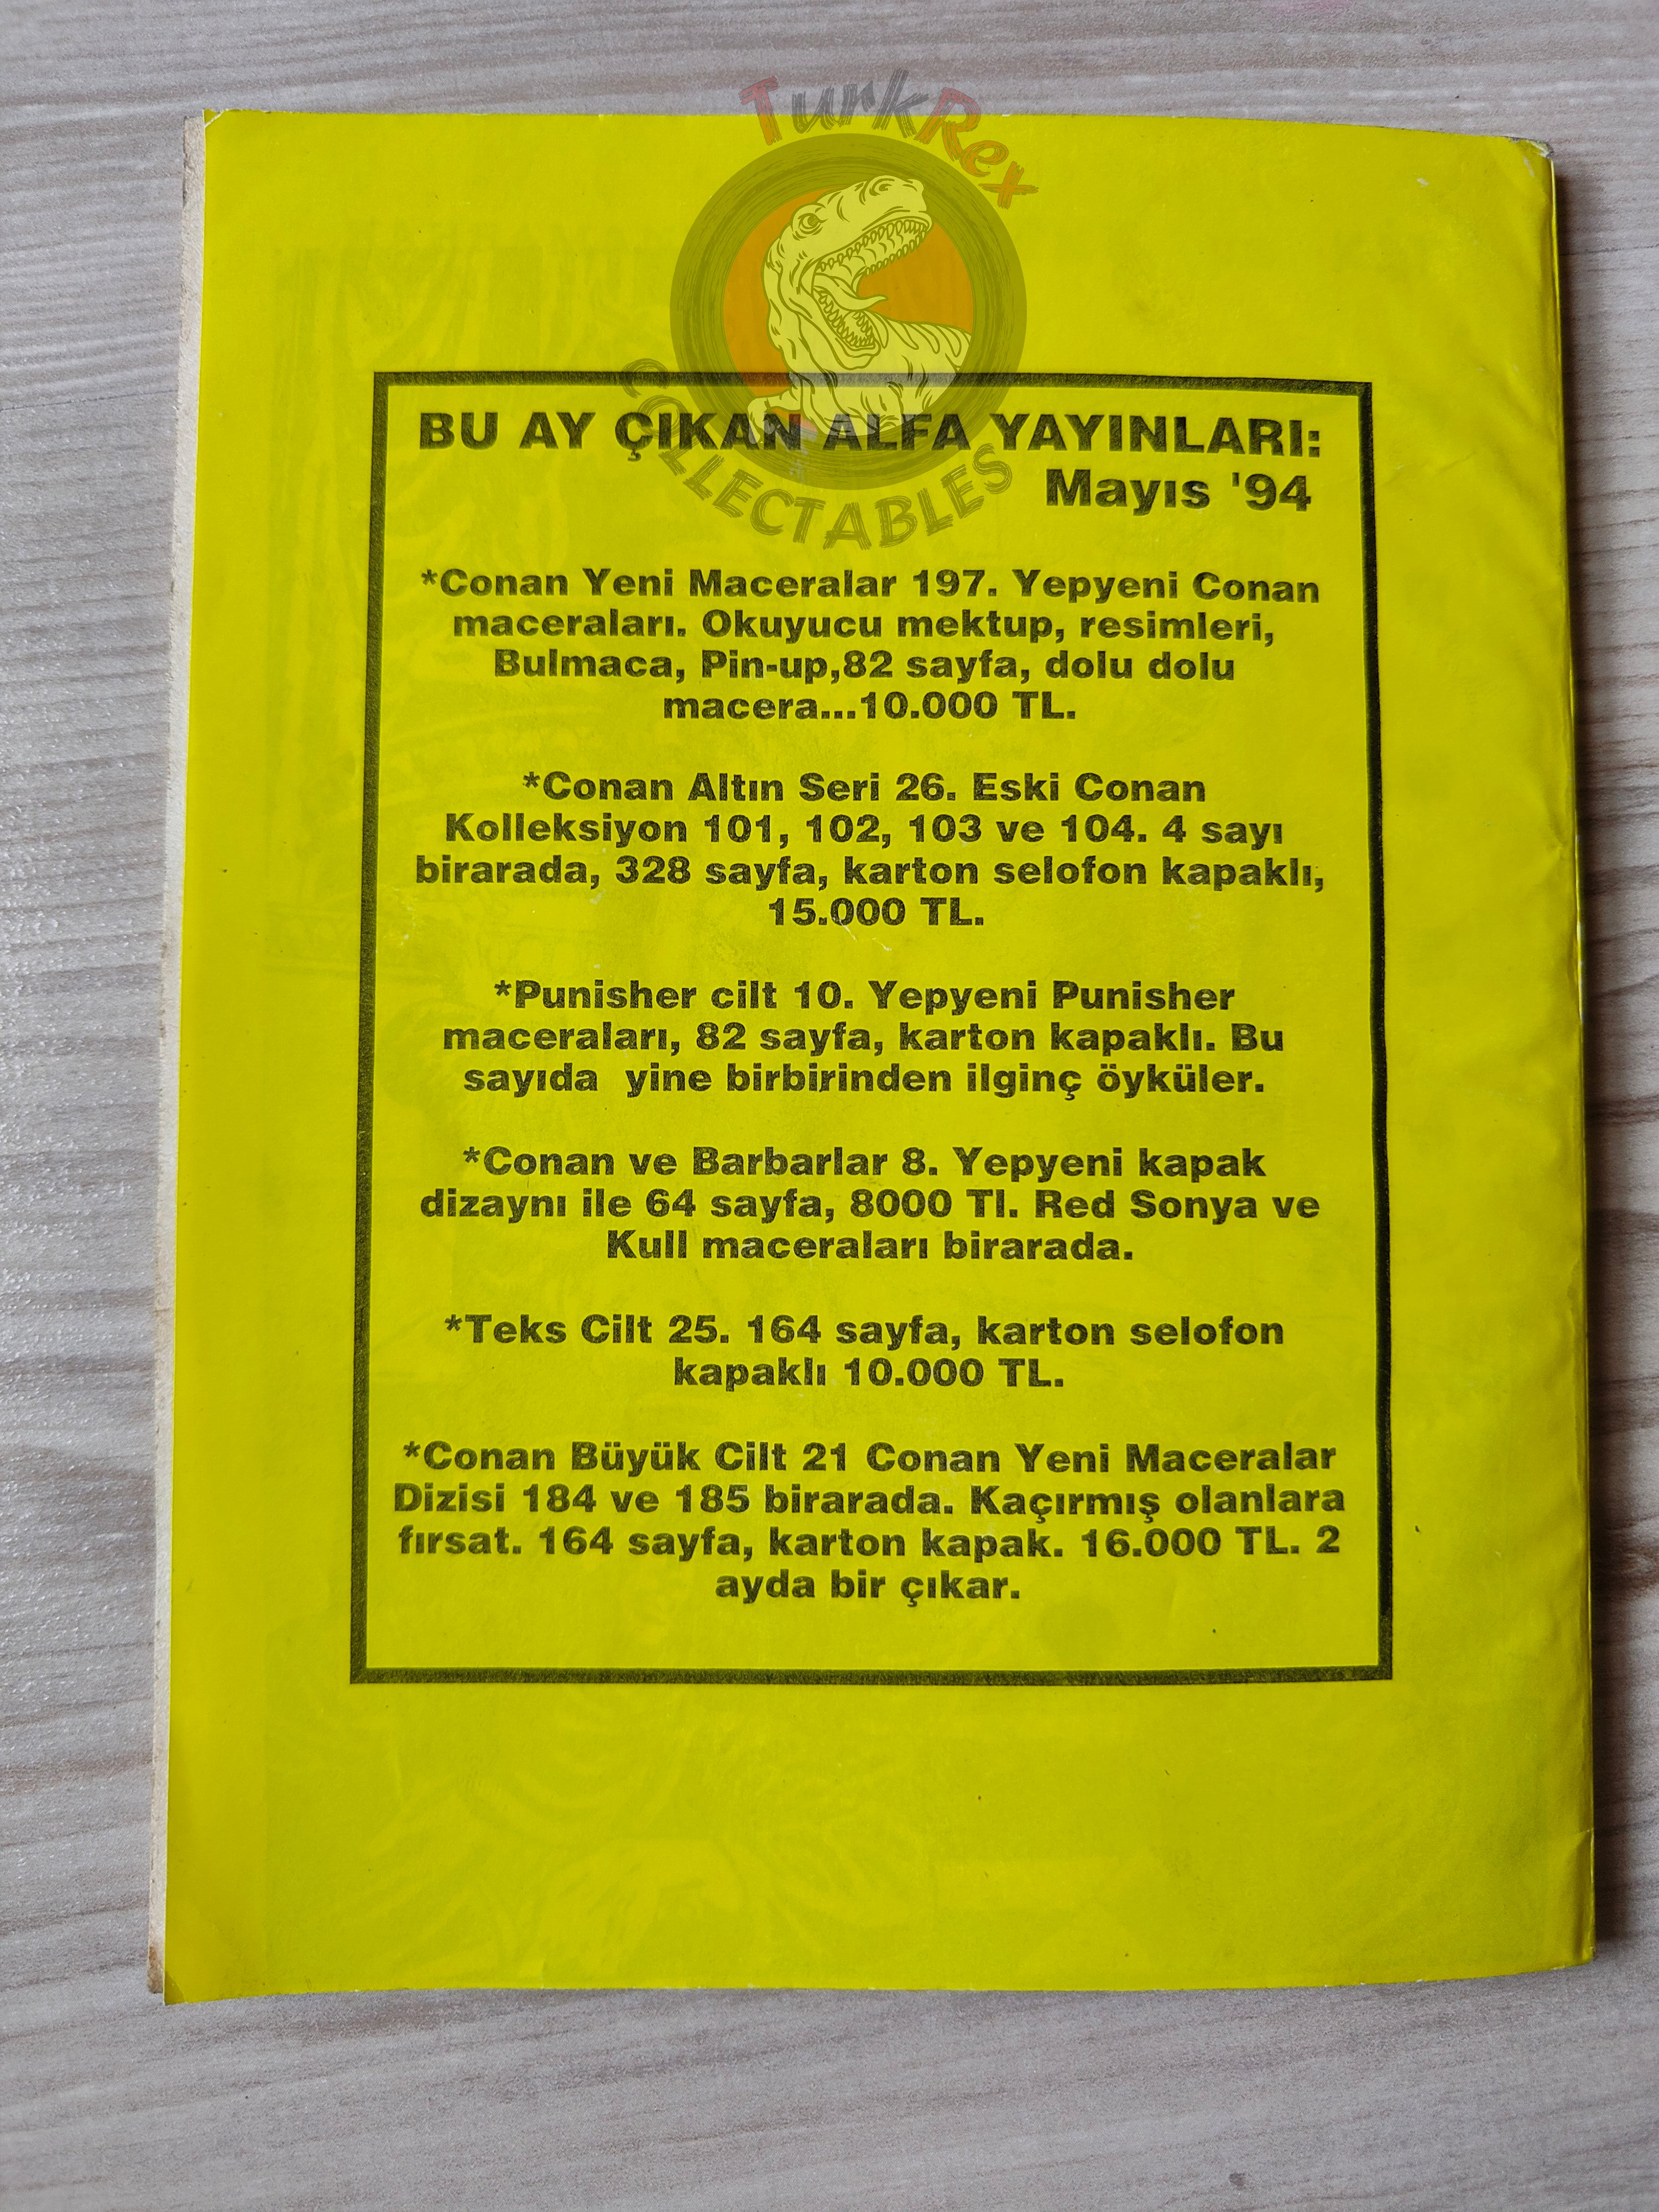 TurkRex
COLLECTABLES
BU AY ÇIKAN ALFA YAYINLARI:
Mayıs '94
*Conan Yeni Maceralar 197. Yepyeni Conan
maceraları. Okuyucu mektup, resimleri,
Bulmaca, Pin-up,82 sayfa, dolu dolu
macera...10.000 TL.
*Conan Altın Seri 26. Eski Conan
Kolleksiyon 101, 102, 103 ve 104. 4 sayı
birarada, 328 sayfa, karton selofon kapaklı,
15.000 TL.
*Punisher cilt 10. Yepyeni Punisher
maceraları, 82 sayfa, karton kapaklı. Bu
sayıda yine birbirinden ilginç öyküler.
*Conan ve Barbarlar 8. Yepyeni kapak
dizaynı ile 64 sayfa, 8000 Tl. Red Sonya ve
Kull maceraları birarada.
*Teks Cilt 25. 164 sayfa, karton selofon
kapaklı 10.000 TL.
*Conan Büyük Cilt 21 Conan Yeni Maceralar
Dizisi 184 ve 185 birarada. Kaçırmış olanlara
fırsat. 164 sayfa, karton kapak. 16.000 TL. 2
ayda bir çıkar.